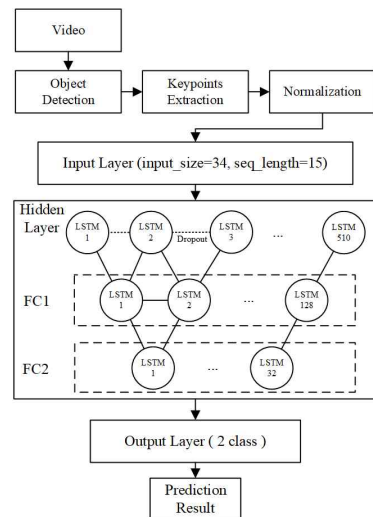 Video
Object
Detection
Keypoints
Extraction
Normalization
Input Layer (input_size=34, seq_length=15)
Hidden
Layer
LSTM
1
LSTM
2
Dropout
LSTM
3
...
LSTM
510
FC1
LSTM
1
LSTM
2
...
LSTM
128
FC2
LSTM
1
...
LSTM
32
Output Layer ( 2 class )
Prediction
Result